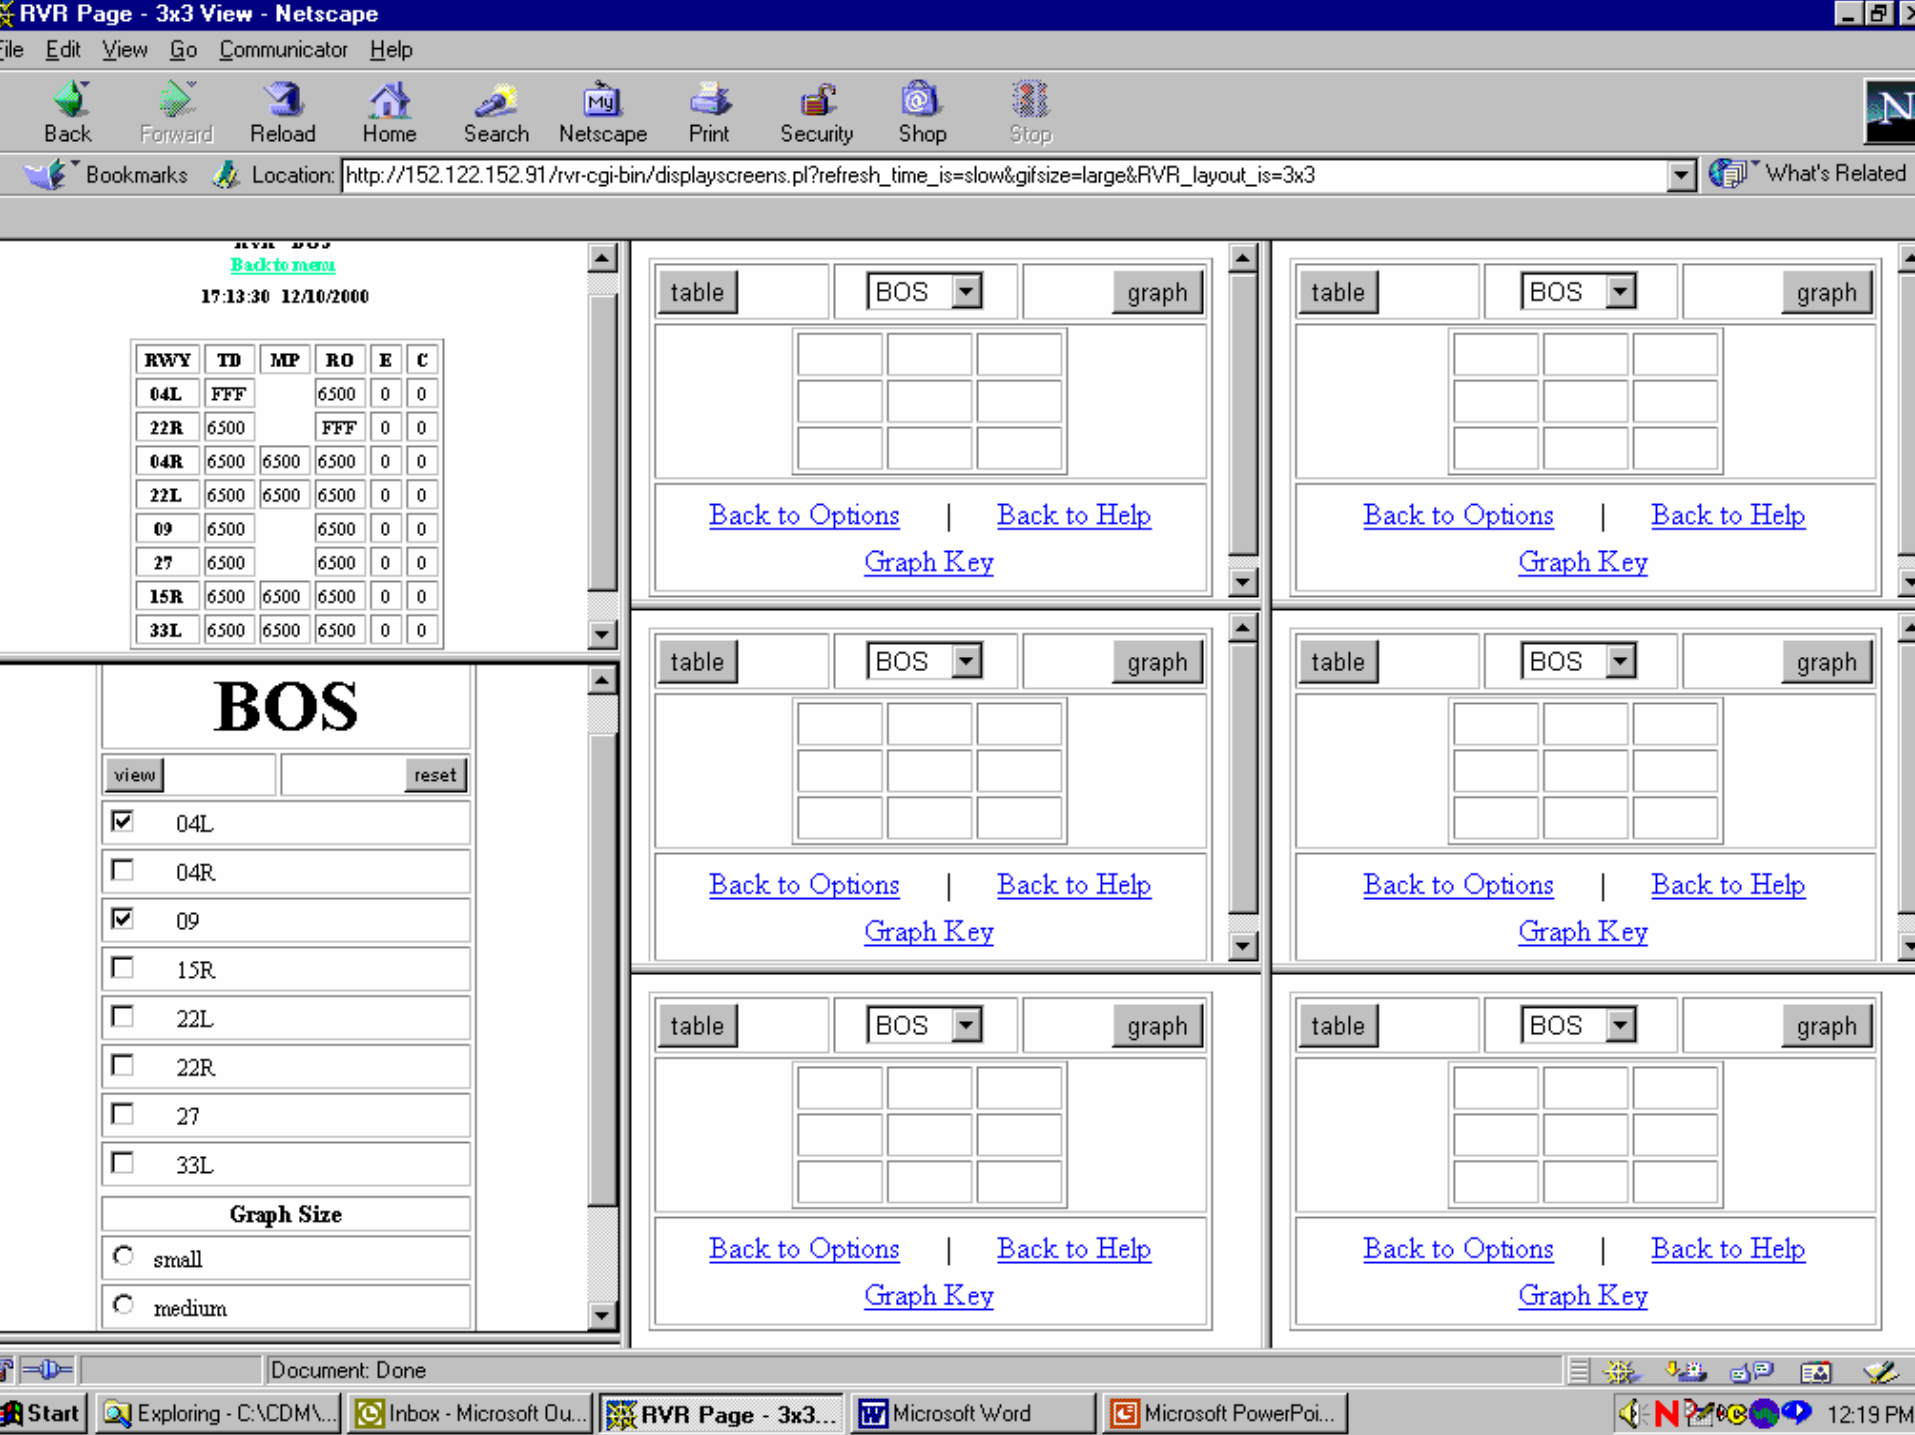 RVR Page - 3x3 View - Netscape
File Edit View Go Communicator Help
Back Forward Reload Home Search Netscape Print Security Shop Stop
My
N
Bookmarks Location: http://152.122.152.91/rvr-cgi-bin/displayscreens.pl?refresh_time_is=slow&gifsize=large&RVR_layout_is=3x3 What's Related
RVR BOS
Back to menu
17:13:30 12/10/2000
RWY TD MP RO E C
04L FFF 6500 0 0
22R 6500 FFF 0 0
04R 6500 6500 6500 0 0
22L 6500 6500 6500 0 0
09 6500 6500 0 0
27 6500 6500 0 0
15R 6500 6500 6500 0 0
33L 6500 6500 6500 0 0
BOS
view reset
04L
04R
09
15R
22L
22R
27
33L
Graph Size
small
medium
table BOS graph
Back to Options | Back to Help
Graph Key
table BOS graph
Back to Options | Back to Help
Graph Key
table BOS graph
Back to Options | Back to Help
Graph Key
table BOS graph
Back to Options | Back to Help
Graph Key
table BOS graph
Back to Options | Back to Help
Graph Key
table BOS graph
Back to Options | Back to Help
Graph Key
Document: Done
Start Exploring - C:\CDM\... Inbox - Microsoft Ou... RVR Page - 3x3... Microsoft Word Microsoft PowerPoi... 12:19 PM